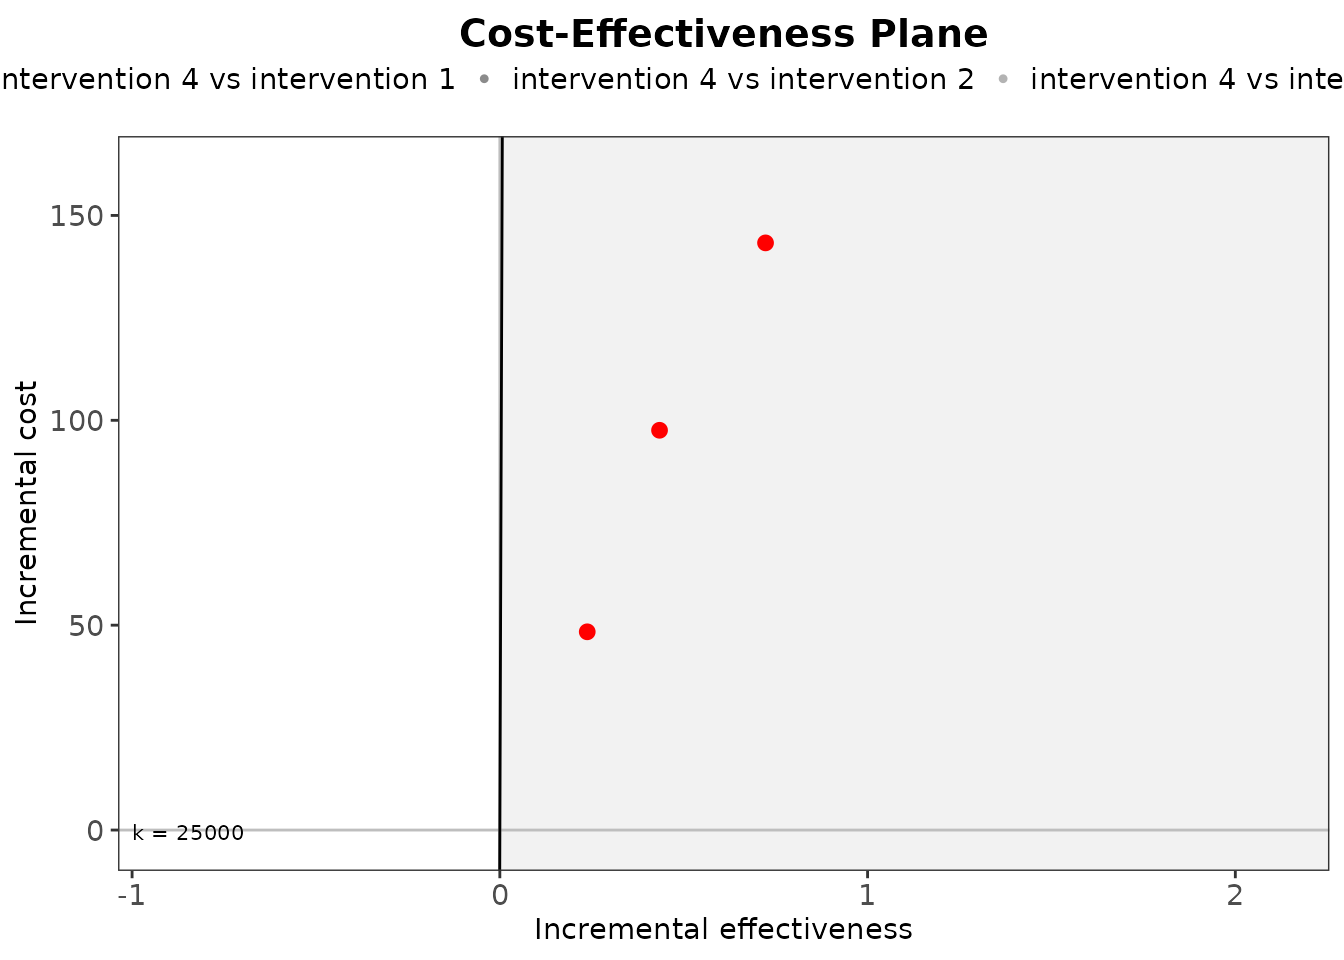 Cost-Effectiveness Plane
ntervention 4 vs intervention 1 intervention 4 vs intervention 2 intervention 4 vs inte
150
100
50
0
Incremental cost
k = 25000
-1 0 1 2
Incremental effectiveness